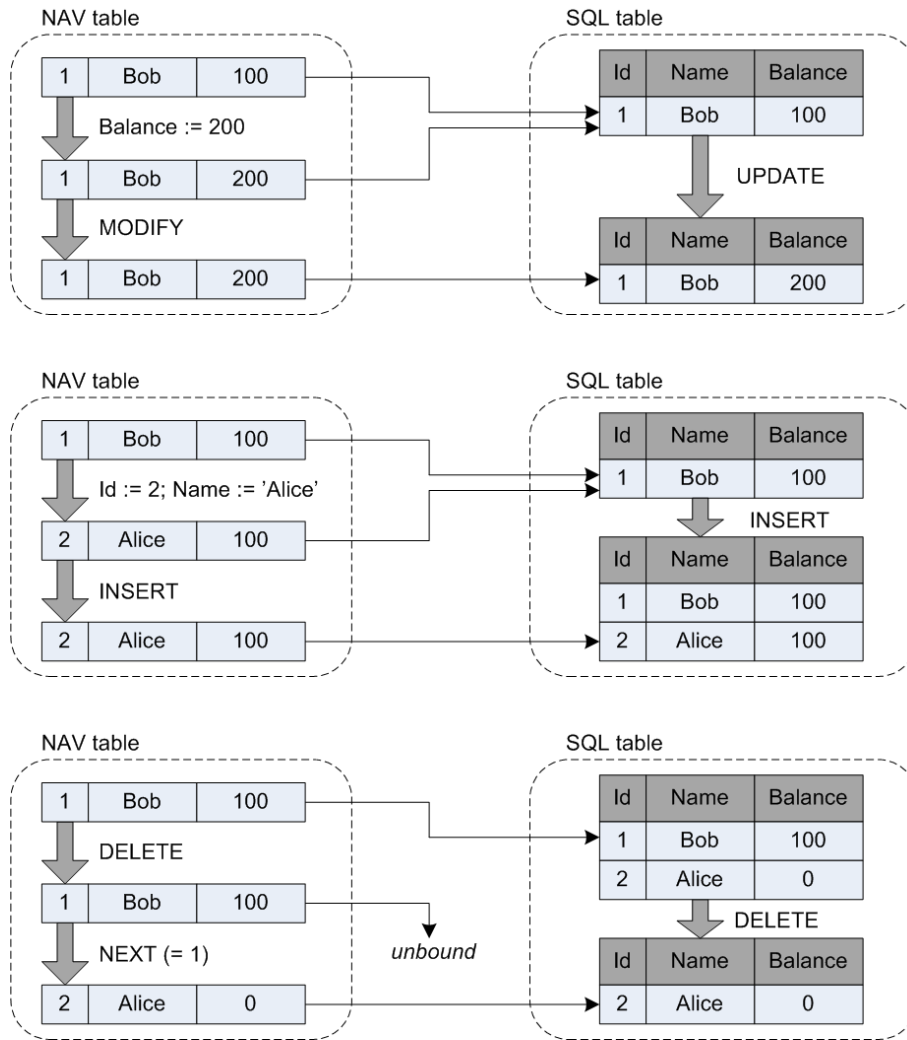 NAV table
SQL table
1 Bob 100
Id Name Balance
1 Bob 100
Balance := 200
1 Bob 200
UPDATE
MODIFY
Id Name Balance
1 Bob 200
1 Bob 200
NAV table
SQL table
1 Bob 100
Id Name Balance
1 Bob 100
Id := 2; Name := 'Alice'
INSERT
2 Alice 100
Id Name Balance
INSERT
1 Bob 100
2 Alice 100
2 Alice 100
NAV table
SQL table
1 Bob 100
Id Name Balance
1 Bob 100
DELETE
2 Alice 0
1 Bob 100
DELETE
unbound
NEXT (= 1)
Id Name Balance
2 Alice 0
2 Alice 0